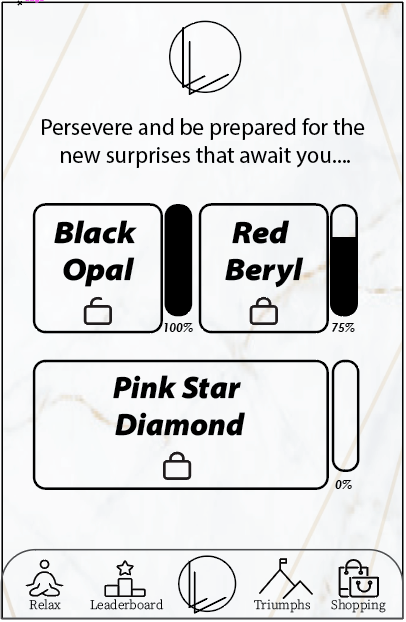 Persevere and be prepared for the
new surprises that await you....
Black
Opal
100%
Red
Beryl
75%
Pink Star
Diamond
0%
Relax
Leaderboard
Triumphs
Shopping